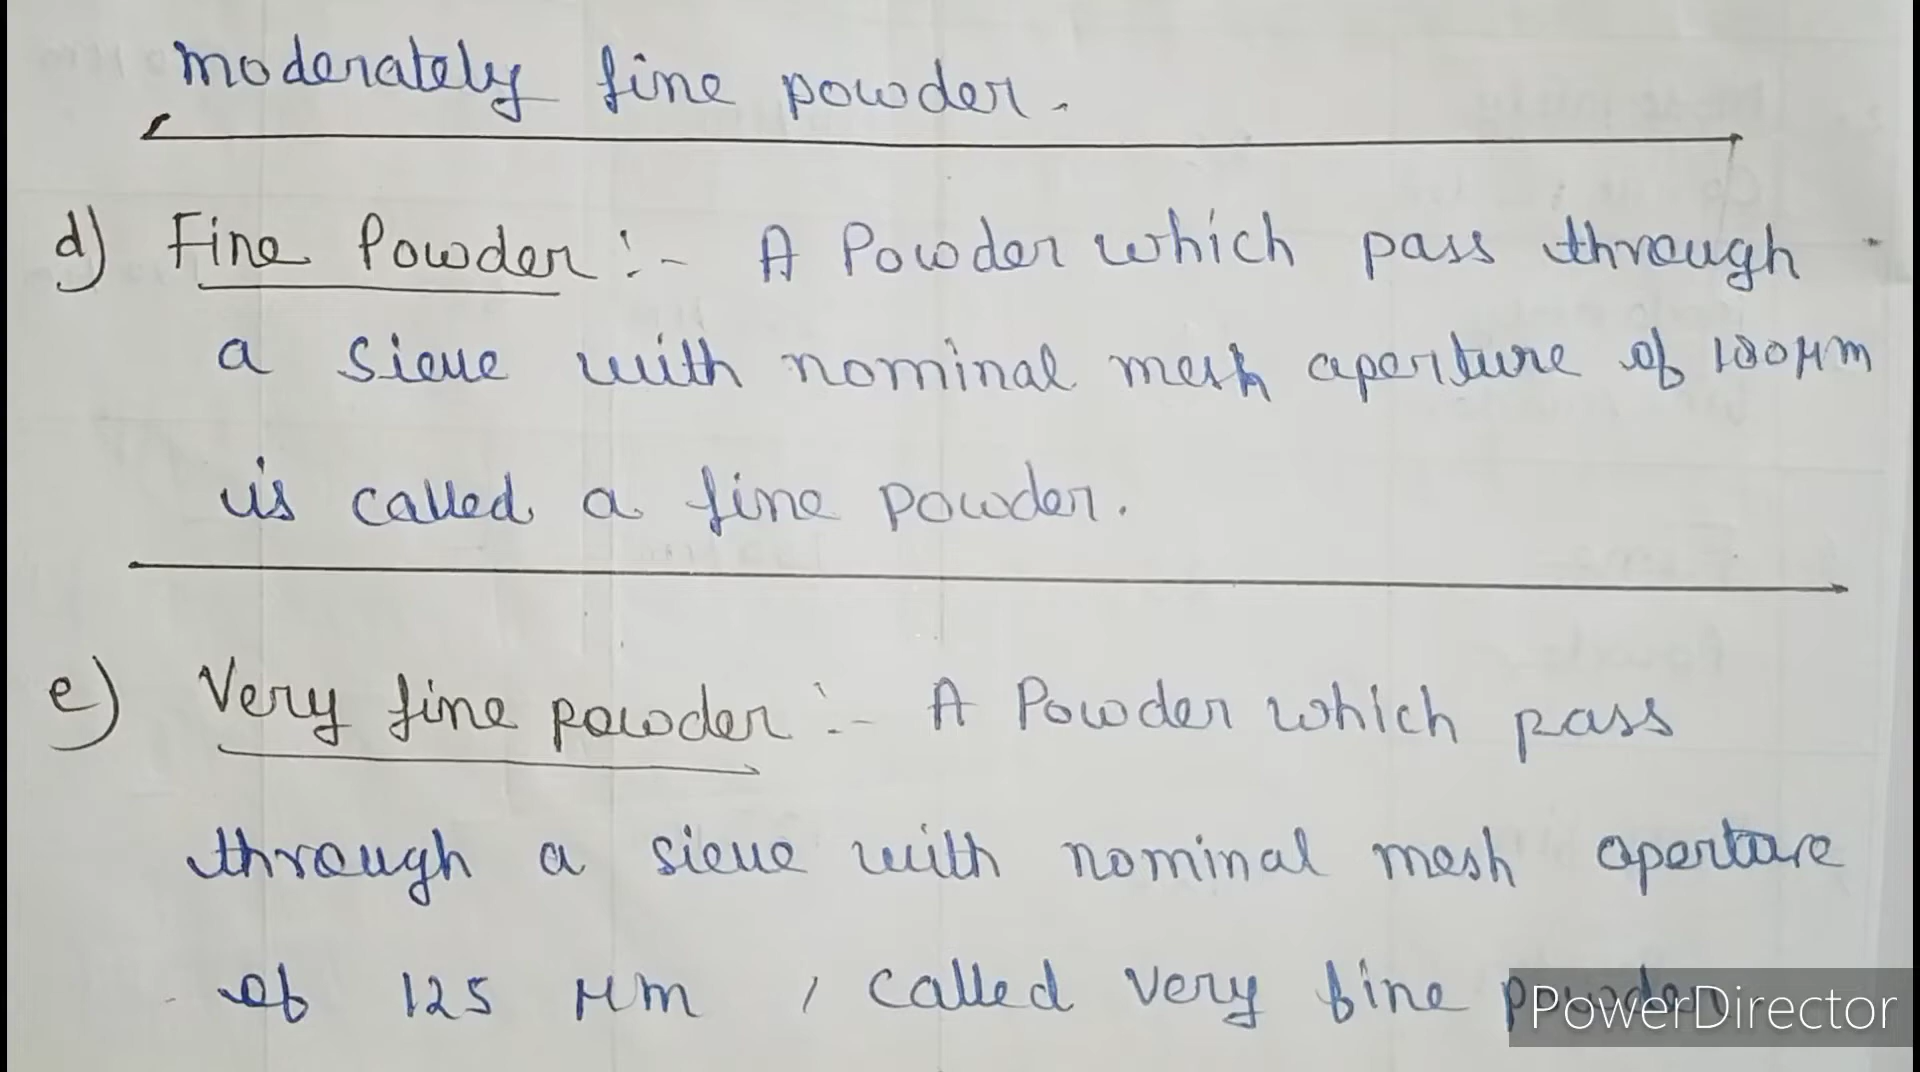 moderately fine powder.
d) Fine Powder :- A Powder which pass through
a sieve with nominal mesh aperture of 180μm
is called a fine powder.
e) Very fine powder :- A Powder which pass
through a sieve with nominal mesh aperture
of 125 μm, called very fine powder
PowerDirector